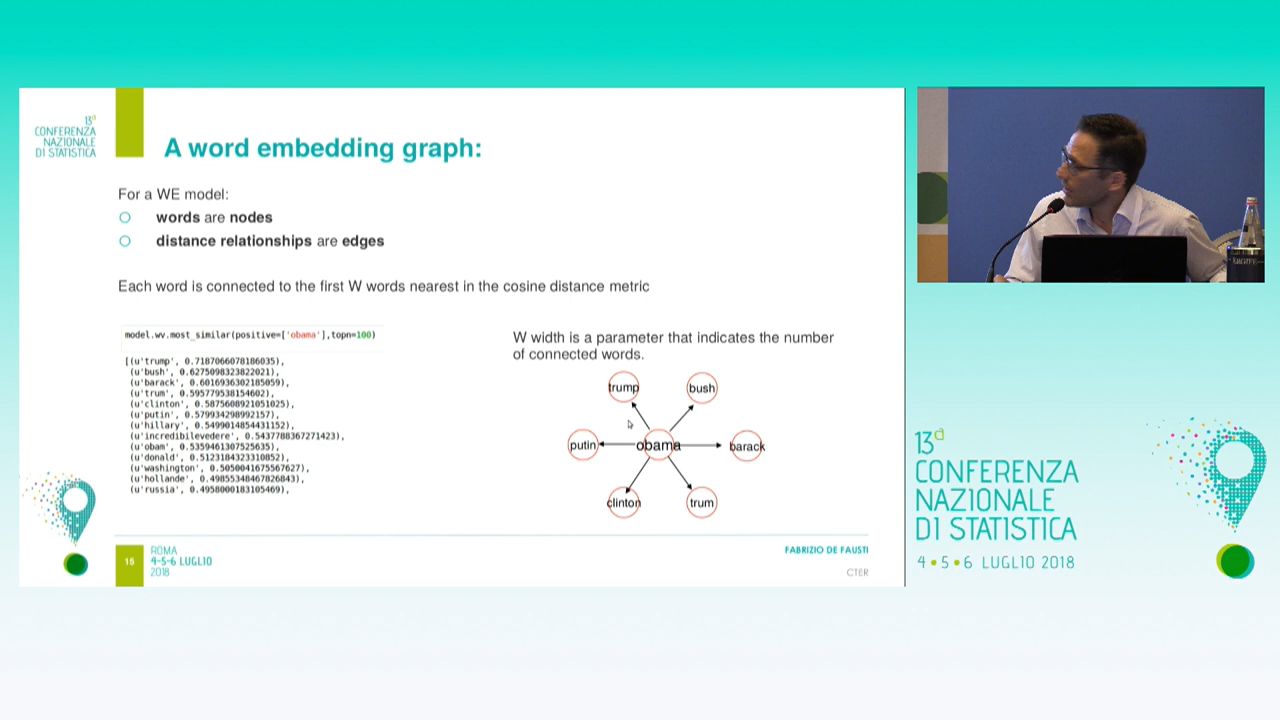 13ª
CONFERENZA
NAZIONALE
DI STATISTICA
A word embedding graph:
For a WE model:
words are nodes
distance relationships are edges
Each word is connected to the first W words nearest in the cosine distance metric
model.wv.most_similar(positive=['obama'],topn=100)
[(u'trump', 0.7187066078186035),
(u'bush', 0.6275098323822021),
(u'barack', 0.6016936302185059),
(u'trum', 0.595779538154602),
(u'clinton', 0.5875608921051025),
(u'putin', 0.579934298992157),
(u'hillary', 0.5499014854431152),
(u'incredibilevedere', 0.5437788367271423),
(u'obam', 0.5359461307525635),
(u'donald', 0.5123184323310852),
(u'washington', 0.5050041675567627),
(u'hollande', 0.49855348467826843),
(u'russia', 0.4958000183105469),
W width is a parameter that indicates the number
of connected words.
trump
bush
putin
obama
barack
clinton
trum
15
ROMA
4-5-6 LUGLIO
2018
FABRIZIO DE FAUSTI
CTER
13ª
CONFERENZA
NAZIONALE
DI STATISTICA
4 • 5 • 6 LUGLIO 2018